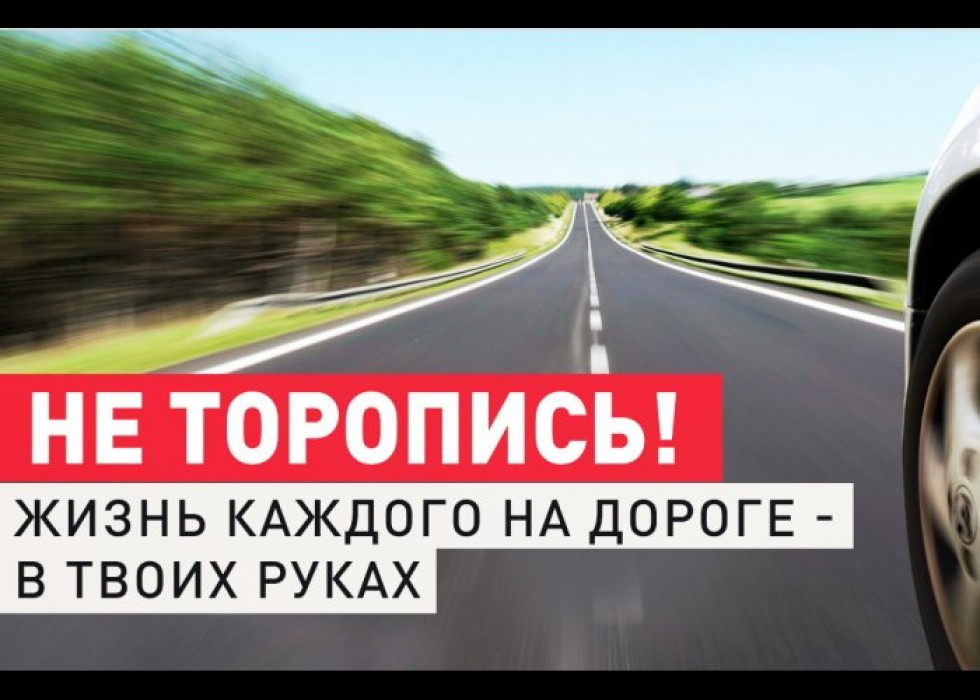 НЕ ТОРОПИСЬ!
ЖИЗНЬ КАЖДОГО НА ДОРОГЕ -
В ТВОИХ РУКАХ